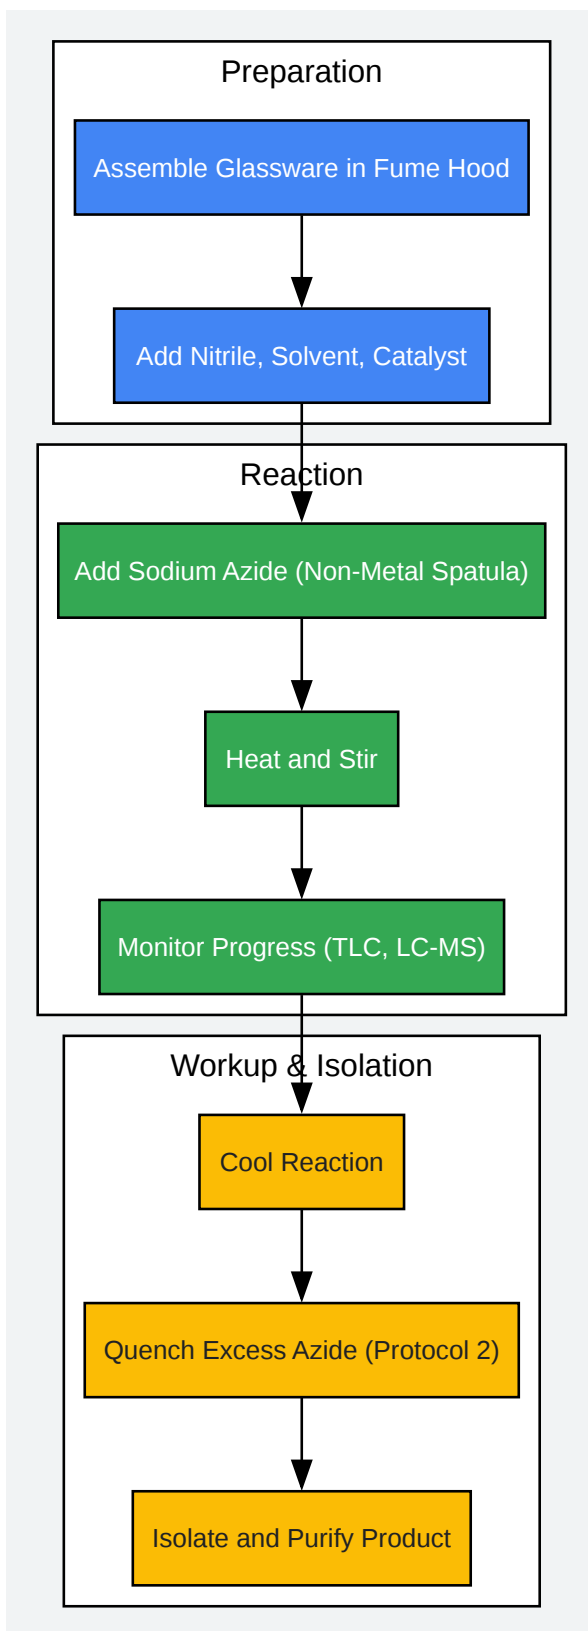 Preparation
Assemble Glassware in Fume Hood
Add Nitrile, Solvent, Catalyst
Reaction
Add Sodium Azide (Non-Metal Spatula)
Heat and Stir
Monitor Progress (TLC, LC-MS)
Workup & Isolation
Cool Reaction
Quench Excess Azide (Protocol 2)
Isolate and Purify Product